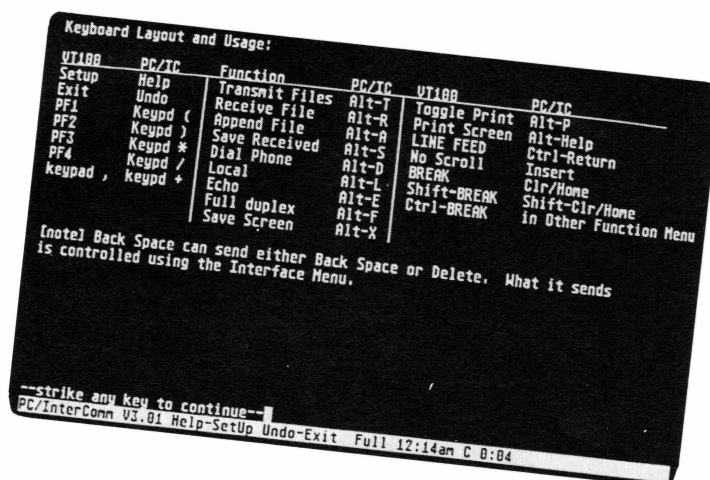 Keyboard Layout and Usage:
VT100 PC/IC Function PC/IC VT100 PC/IC
Setup Help Transmit Files Alt-T Toggle Print Alt-P
Exit Undo Receive File Alt-R Print Screen Alt-Help
PF1 Keypd ( Append File Alt-A LINE FEED Ctrl-Return
PF2 Keypd ) Save Received Alt-S No Scroll Insert
PF3 Keypd * Dial Phone Alt-D BREAK Clr/Home
PF4 Keypd / Local Alt-L Shift-BREAK Shift-Clr/Home
keypad , keypd + Echo Alt-E Ctrl-BREAK in Other Function Menu
Full duplex Alt-F
Save Screen Alt-X
[note] Back Space can send either Back Space or Delete. What it sends
is controlled using the Interface Menu.
--strike any key to continue--
PC/InterComm V3.01 Help-SetUp Undo-Exit Full 12:14am C 0:04